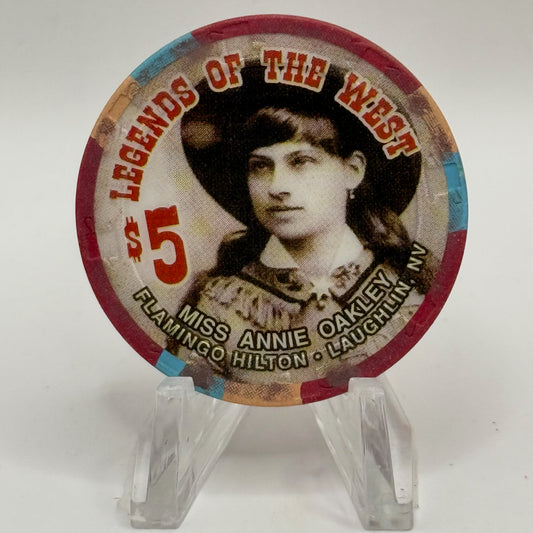 LEGENDS OF THE WEST
$5
MISS ANNIE OAKLEY
FLAMINGO HILTON · LAUGHLIN, NV